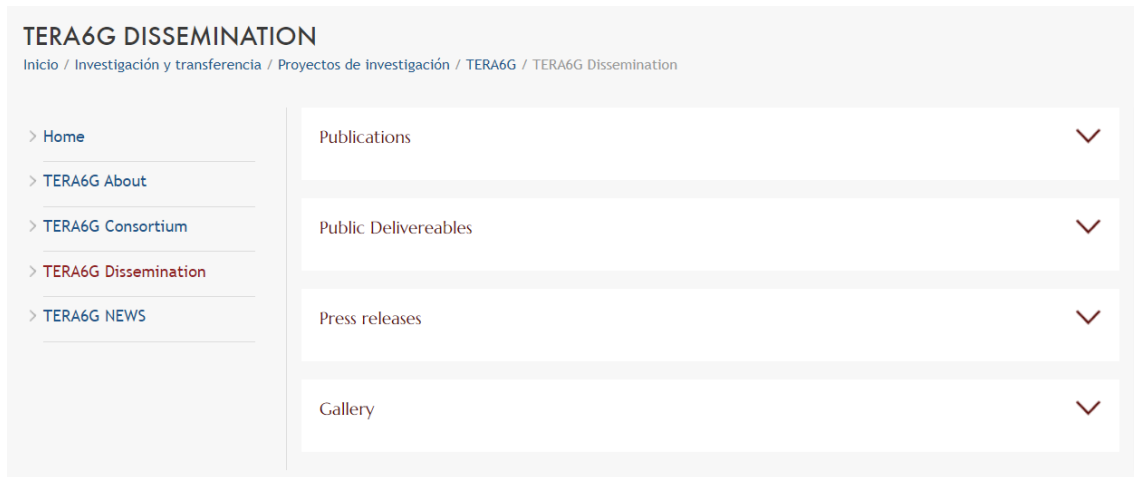 TERA6G DISSEMINATION
Inicio / Investigación y transferencia / Proyectos de investigación / TERA6G / TERA6G Dissemination
Home
TERA6G About
TERA6G Consortium
TERA6G Dissemination
TERA6G NEWS
Publications
Public Delivereables
Press releases
Gallery